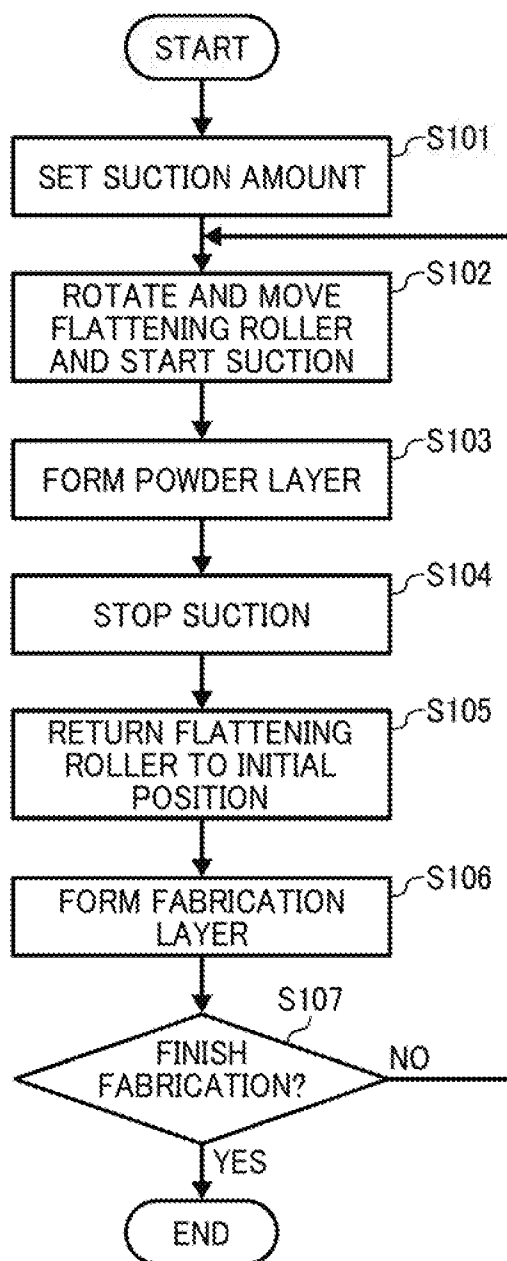 START
S101
SET SUCTION AMOUNT
S102
ROTATE AND MOVE
FLATTENING ROLLER
AND START SUCTION
S103
FORM POWDER LAYER
S104
STOP SUCTION
S105
RETURN FLATTENING
ROLLER TO INITIAL
POSITION
S106
FORM FABRICATION
LAYER
S107
FINISH
FABRICATION?
NO
YES
END